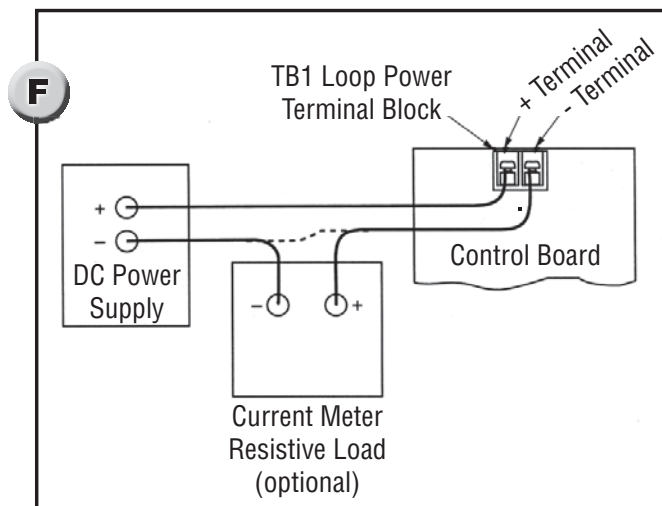 F
TB1 Loop Power
Terminal Block
+ Terminal
- Terminal
+
−
DC Power
Supply
Control Board
− +
Current Meter
Resistive Load
(optional)